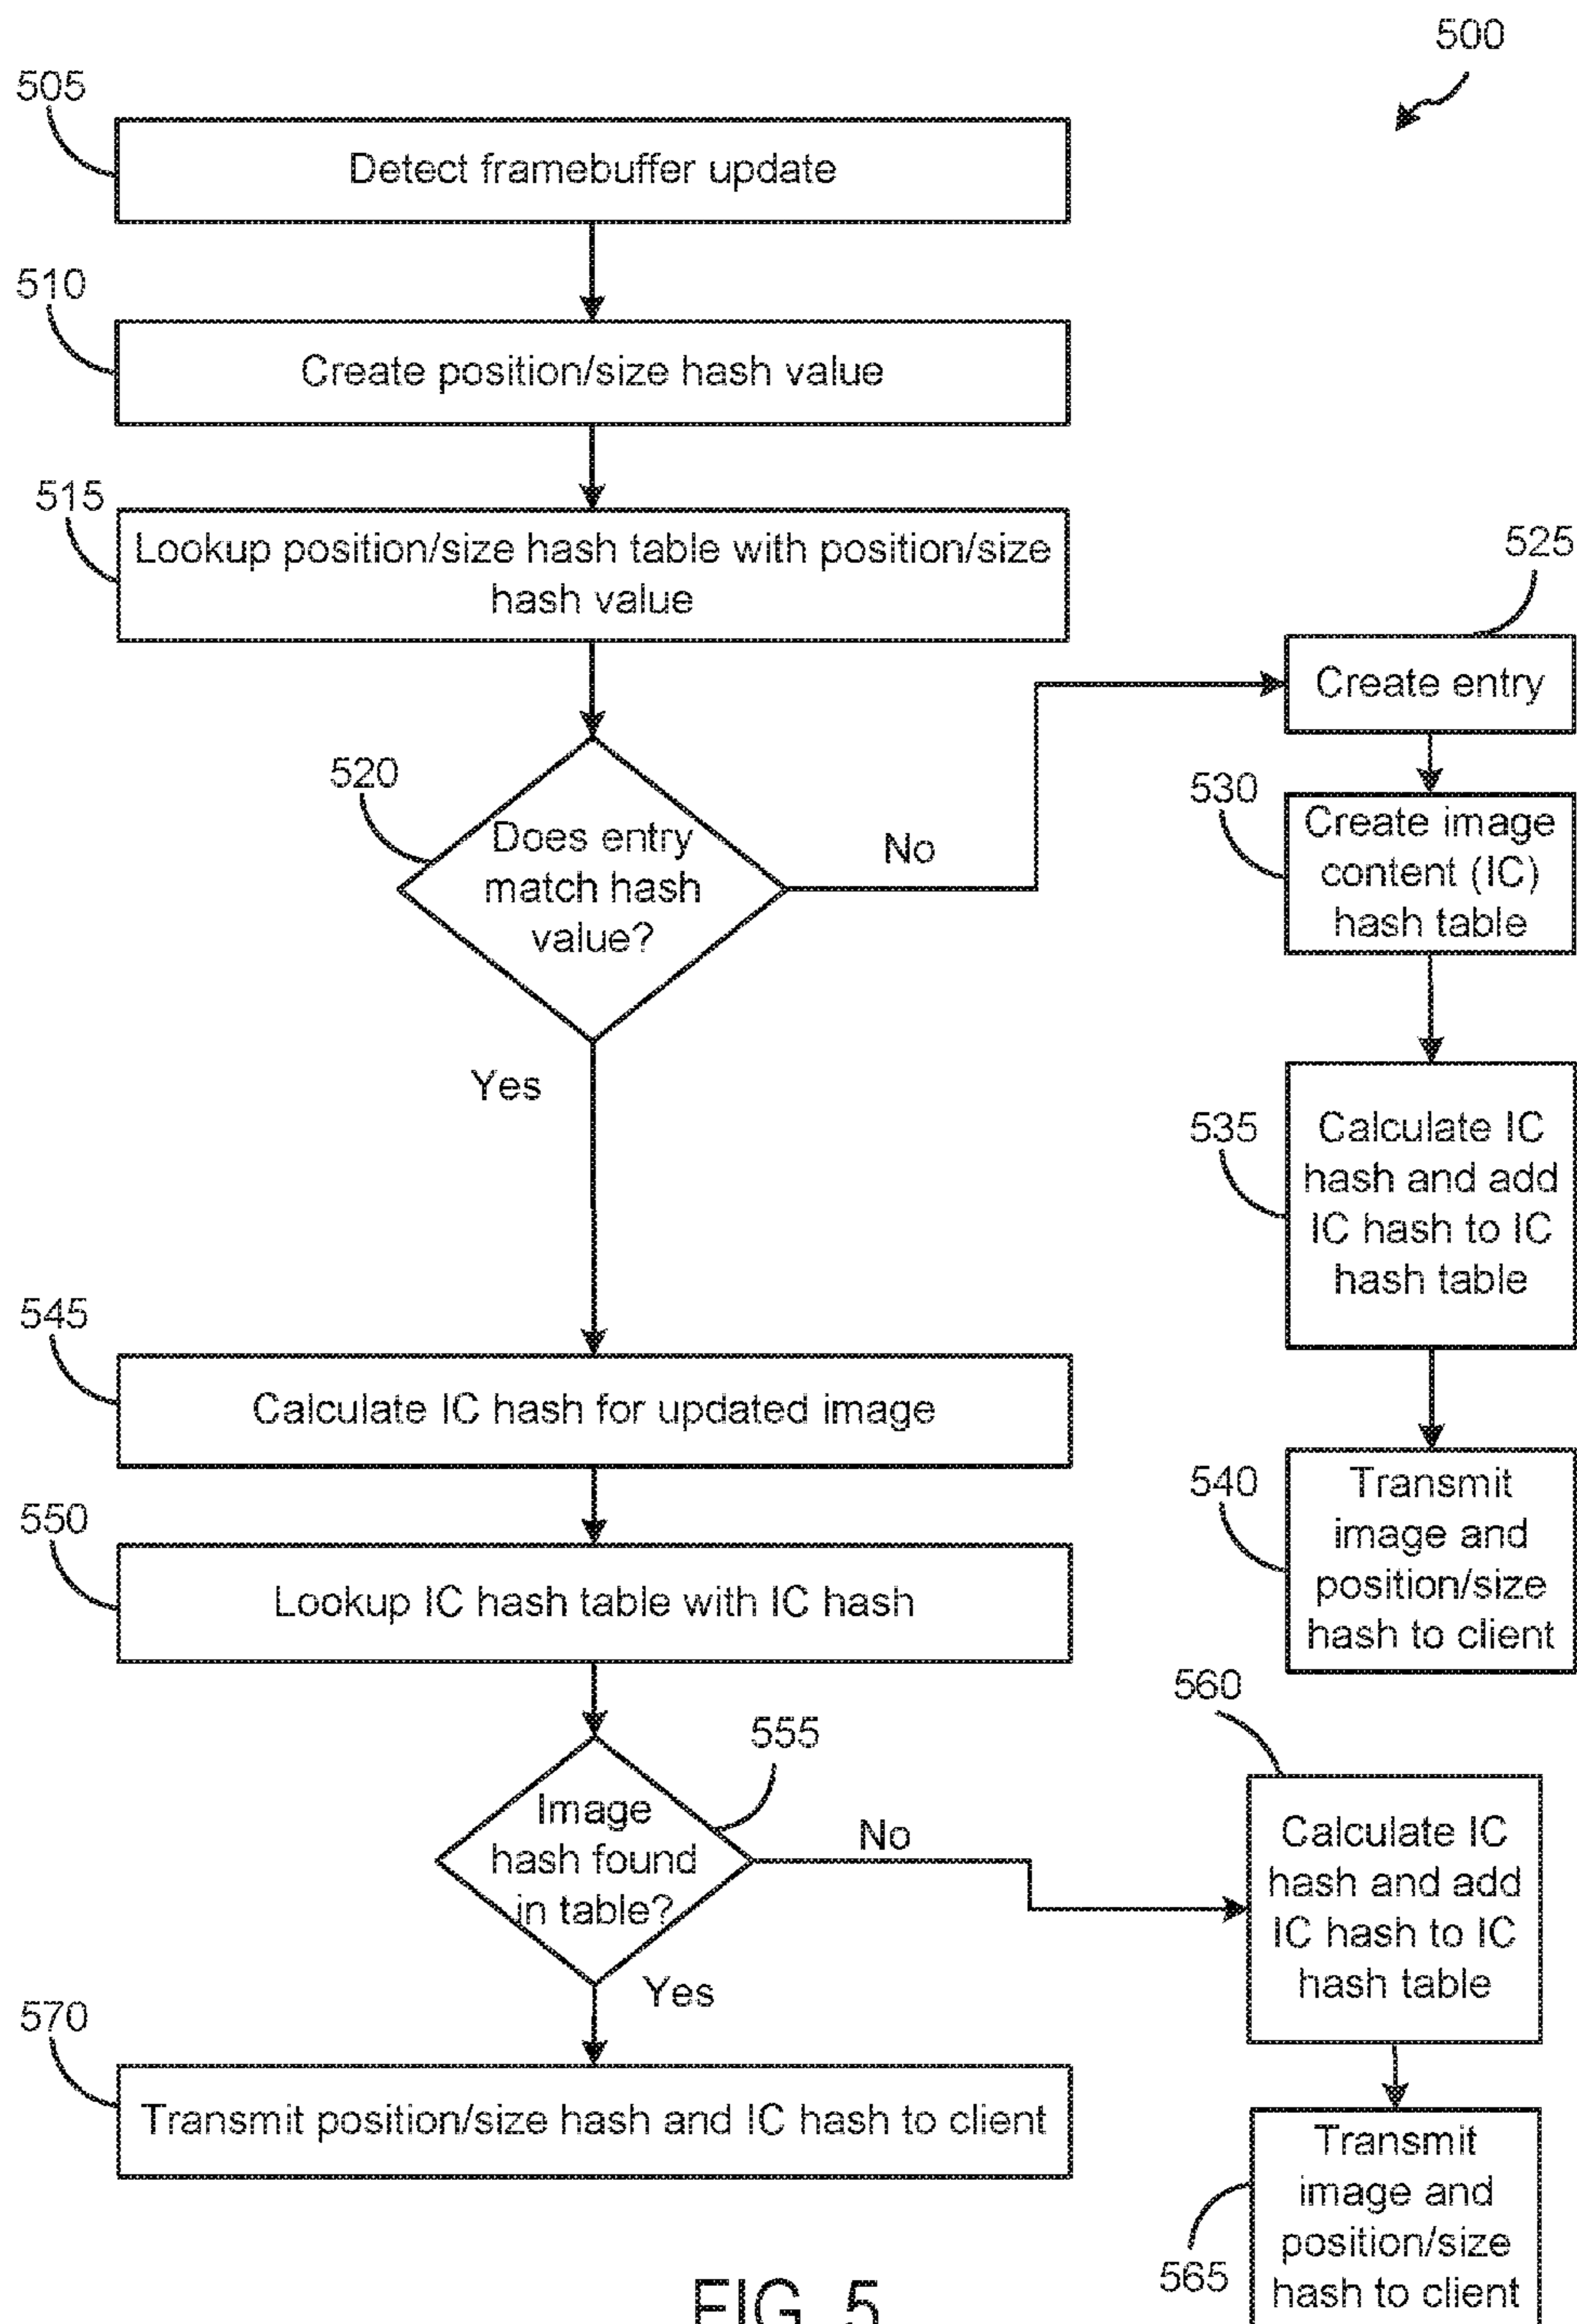 500
505
Detect framebuffer update
510
Create position/size hash value
515
Lookup position/size hash table with position/size
hash value
525
Create entry
520
Does entry
match hash
value?
No
530
Create image
content (IC)
hash table
Yes
535
Calculate IC
hash and add
IC hash to IC
hash table
545
Calculate IC hash for updated image
540
Transmit
image and
position/size
hash to client
550
Lookup IC hash table with IC hash
555
Image
hash found
in table?
No
560
Calculate IC
hash and add
IC hash to IC
hash table
Yes
570
Transmit position/size hash and IC hash to client
565
Transmit
image and
position/size
hash to client
FIG. 5